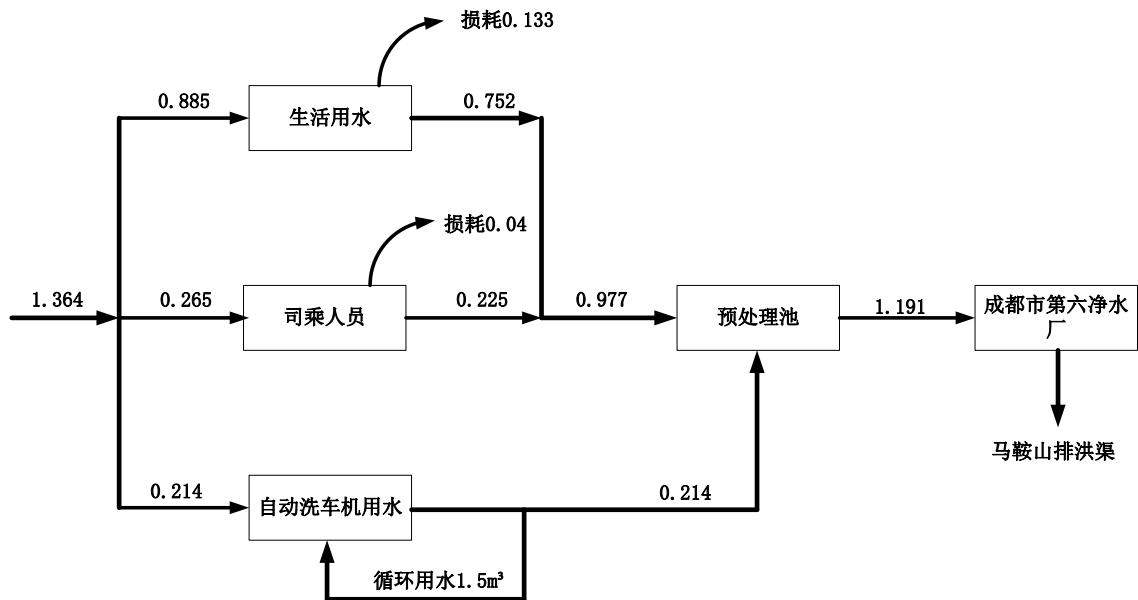 损耗0.133
0.885
生活用水
0.752
损耗0.04
1.364
0.265
司乘人员
0.225
0.977
预处理池
1.191
成都市第六净水
厂
马鞍山排洪渠
0.214
自动洗车机用水
0.214
循环用水1.5m³